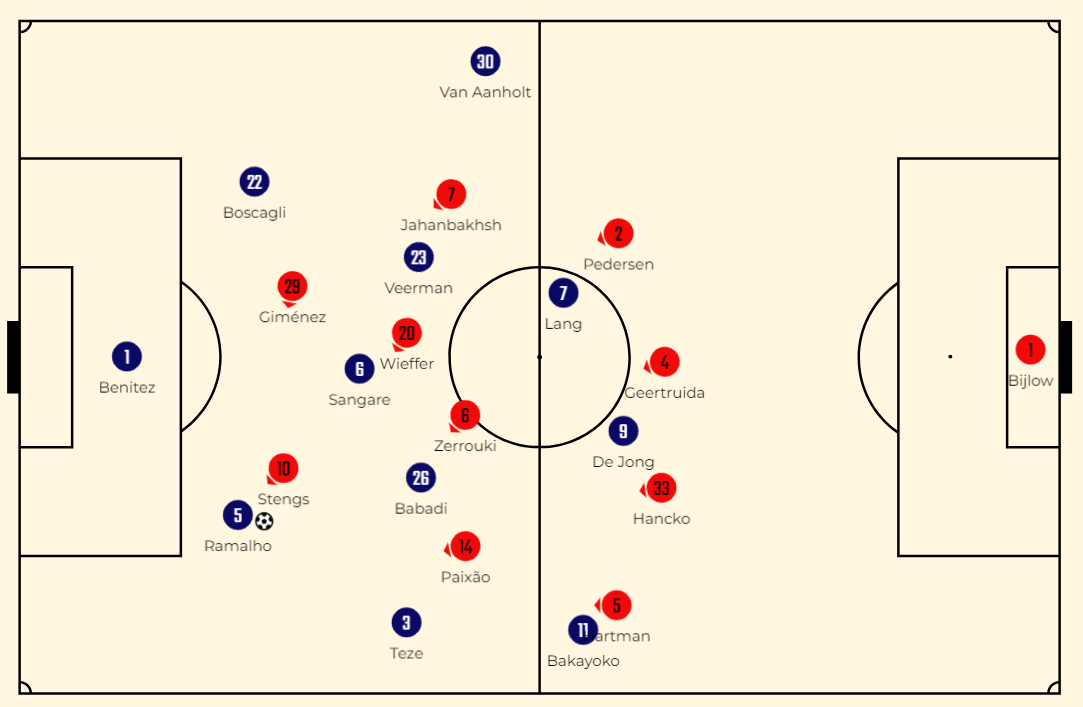 30
Van Aanholt
22
Boscagli
7
Jahanbakhsh
2
Pedersen
23
Veerman
29
Giménez
7
Lang
20
Wieffer
1
Benitez
6
Sangare
4
Geertruida
1
Bijlow
6
Zerrouki
9
De Jong
10
Stengs
26
Babadi
33
Hancko
5
Ramalho
14
Paixão
3
Teze
5
artman
11
Bakayoko